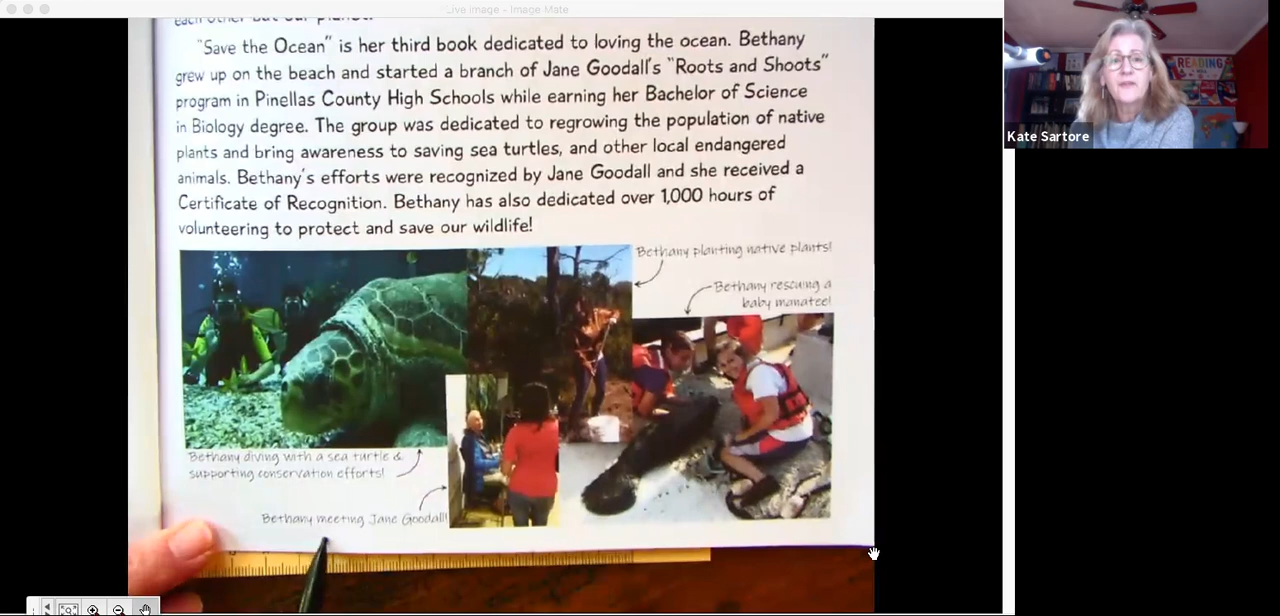 Live Image - Image-Mate
each other but our planet.
"Save the Ocean" is her third book dedicated to loving the ocean. Bethany
grew up on the beach and started a branch of Jane Goodall's "Roots and Shoots"
program in Pinellas County High Schools while earning her Bachelor of Science
in Biology degree. The group was dedicated to regrowing the population of native
plants and bring awareness to saving sea turtles, and other local endangered
animals. Bethany's efforts were recognized by Jane Goodall and she received a
Certificate of Recognition. Bethany has also dedicated over 1,000 hours of
volunteering to protect and save our wildlife!
Bethany planting native plants!
Bethany rescuing a
baby manatee!
Bethany diving with a sea turtle &
supporting conservation efforts!
Bethany meeting Jane Goodall!
READING
Kate Sartore